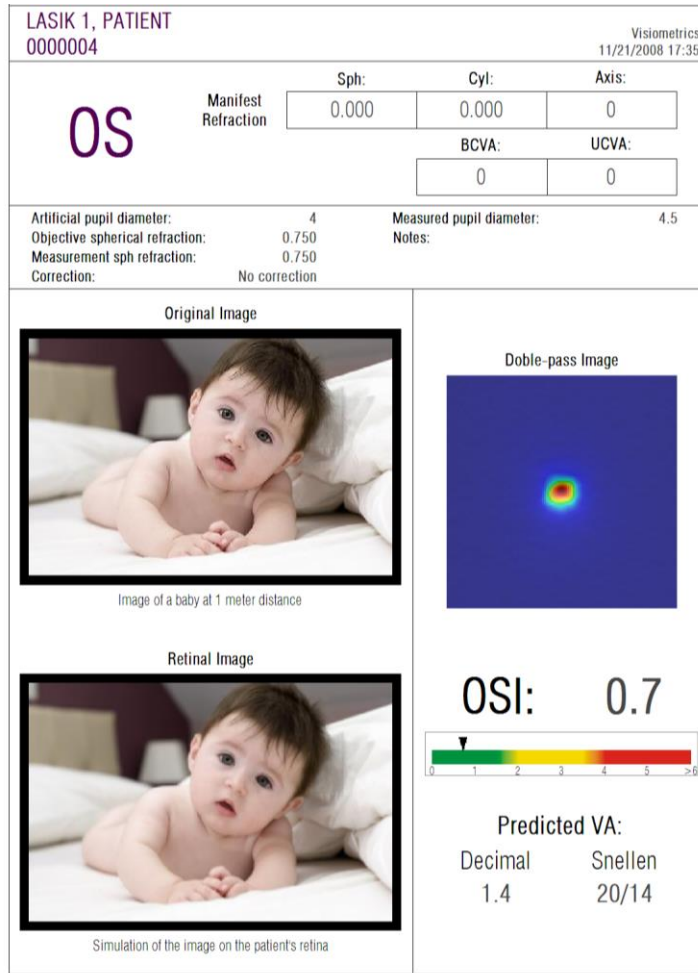 LASIK 1, PATIENT
0000004
Visiometrics
11/21/2008 17:35
OS
Manifest
Refraction
Sph: Cyl: Axis:
0.000 0.000 0
BCVA: UCVA:
0 0
Artificial pupil diameter: 4
Objective spherical refraction: 0.750
Measurement sph refraction: 0.750
Correction: No correction
Measured pupil diameter: 4.5
Notes:
Original Image
Image of a baby at 1 meter distance
Retinal Image
Simulation of the image on the patient's retina
Doble-pass Image
OSI: 0.7
0 1 2 3 4 5 >6
Predicted VA:
Decimal Snellen
1.4 20/14